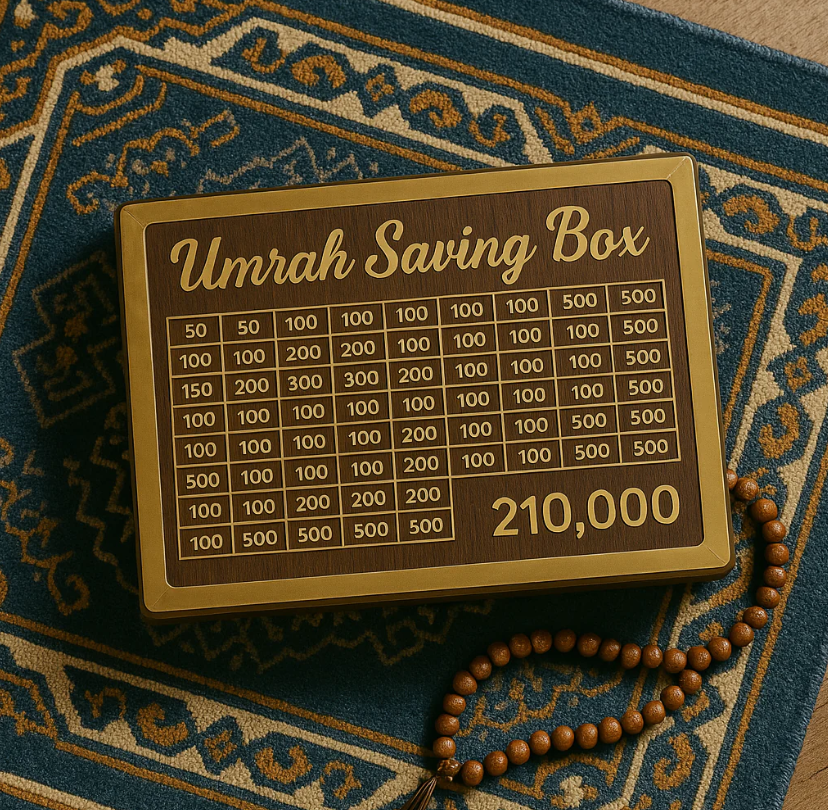 Umrah Saving Box
50 50 100 100 100 100 100 500 500
100 100 200 200 100 100 100 100 500
150 200 300 300 200 100 100 100 500
100 100 100 100 100 100 100 100 500
100 100 100 100 200 100 100 500 500
500 100 100 100 200 100 100 500 500
100 100 200 200 200
100 500 500 500 500
210,000